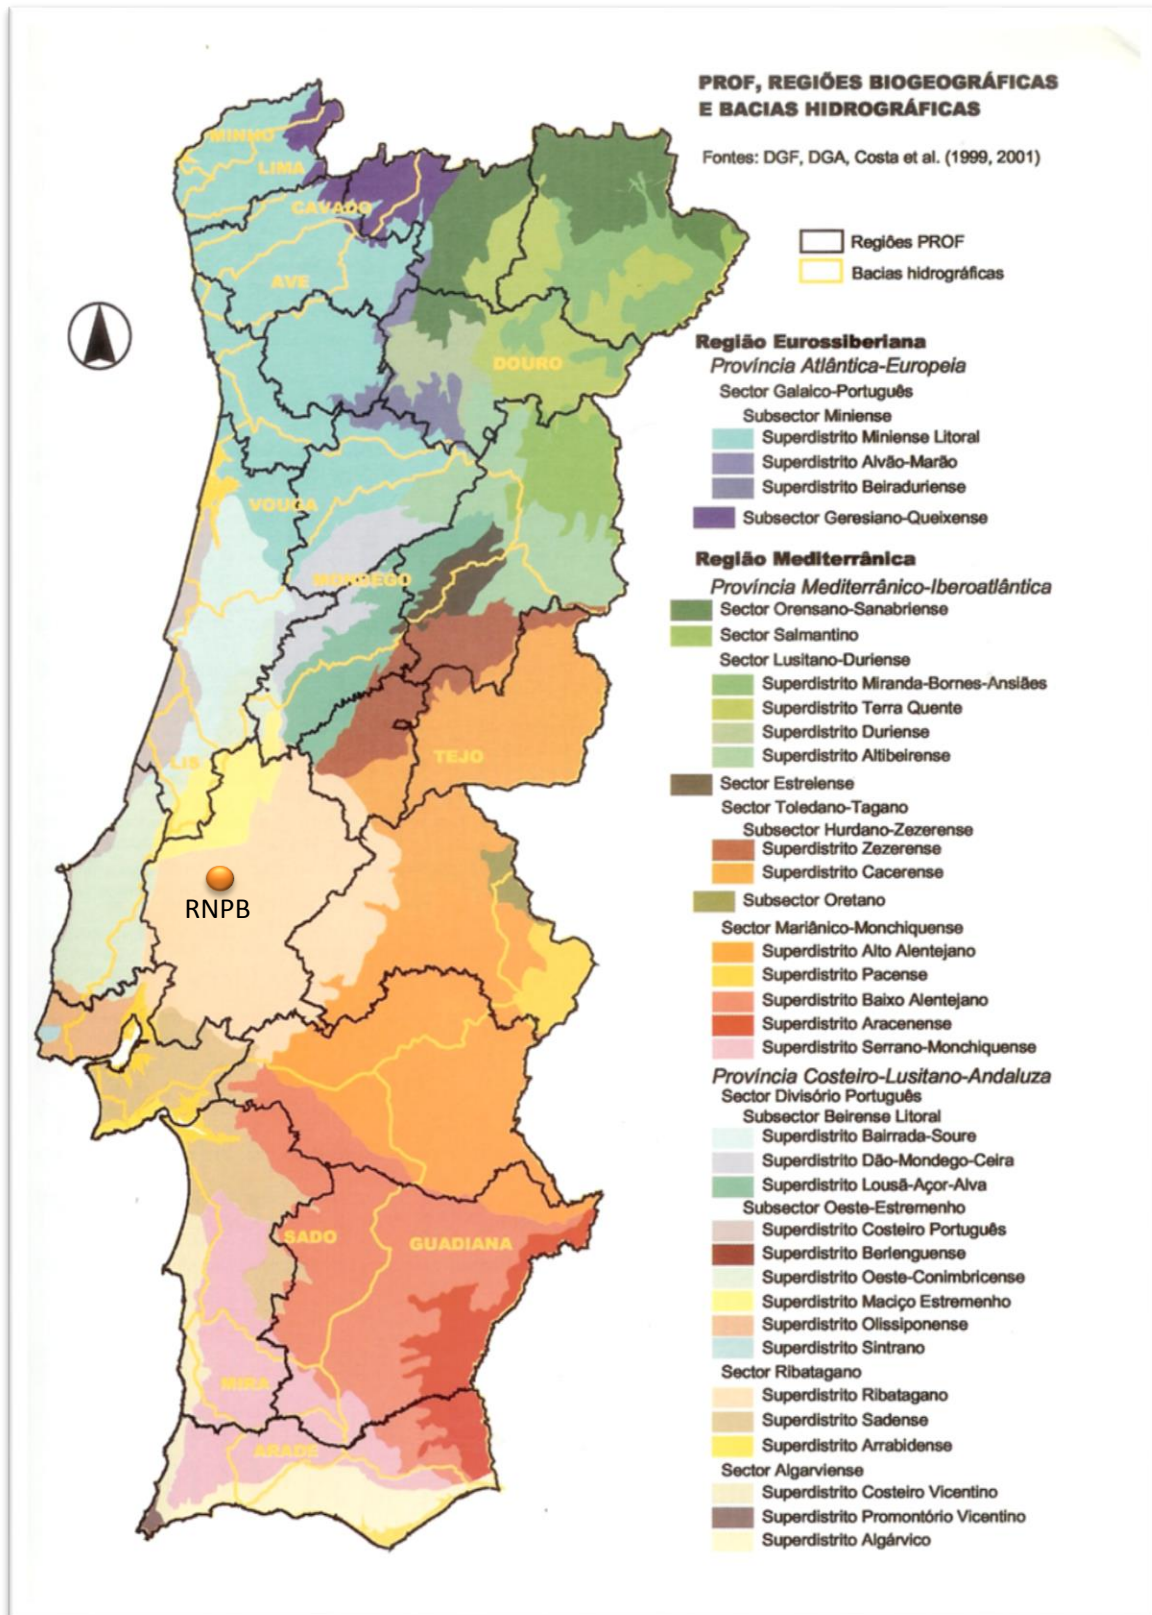 PROF, REGIÕES BIOGEOGRÁFICAS
E BACIAS HIDROGRÁFICAS
Fontes: DGF, DGA, Costa et al. (1999, 2001)
Regiões PROF
Bacias hidrográficas
MINHO
LIMA
CAVADO
AVE
DOURO
VOUGA
MONDEGO
LIS
TEJO
RNPB
SADO
GUADIANA
MIRA
ARADE
Região Eurossiberiana
Província Atlântica-Europeia
Sector Galaico-Português
Subsector Miniense
Superdistrito Miniense Litoral
Superdistrito Alvão-Marão
Superdistrito Beiraduriense
Subsector Geresiano-Queixense
Região Mediterrânica
Província Mediterrânico-Iberoatlântica
Sector Orensano-Sanabriense
Sector Salmantino
Sector Lusitano-Duriense
Superdistrito Miranda-Bornes-Ansiães
Superdistrito Terra Quente
Superdistrito Duriense
Superdistrito Altibeirense
Sector Estrelense
Sector Toledano-Tagano
Subsector Hurdano-Zezerense
Superdistrito Zezerense
Superdistrito Cacerense
Subsector Oretano
Sector Mariânico-Monchiquense
Superdistrito Alto Alentejano
Superdistrito Pacense
Superdistrito Baixo Alentejano
Superdistrito Aracenense
Superdistrito Serrano-Monchiquense
Província Costeiro-Lusitano-Andaluza
Sector Divisório Português
Subsector Beirense Litoral
Superdistrito Bairrada-Soure
Superdistrito Dão-Mondego-Ceira
Superdistrito Lousã-Açor-Alva
Subsector Oeste-Estremenho
Superdistrito Costeiro Português
Superdistrito Berlenguense
Superdistrito Oeste-Conimbricense
Superdistrito Maciço Estremenho
Superdistrito Olissiponense
Superdistrito Sintrano
Sector Ribatagano
Superdistrito Ribatagano
Superdistrito Sadense
Superdistrito Arrabidense
Sector Algarviense
Superdistrito Costeiro Vicentino
Superdistrito Promontório Vicentino
Superdistrito Algárvico